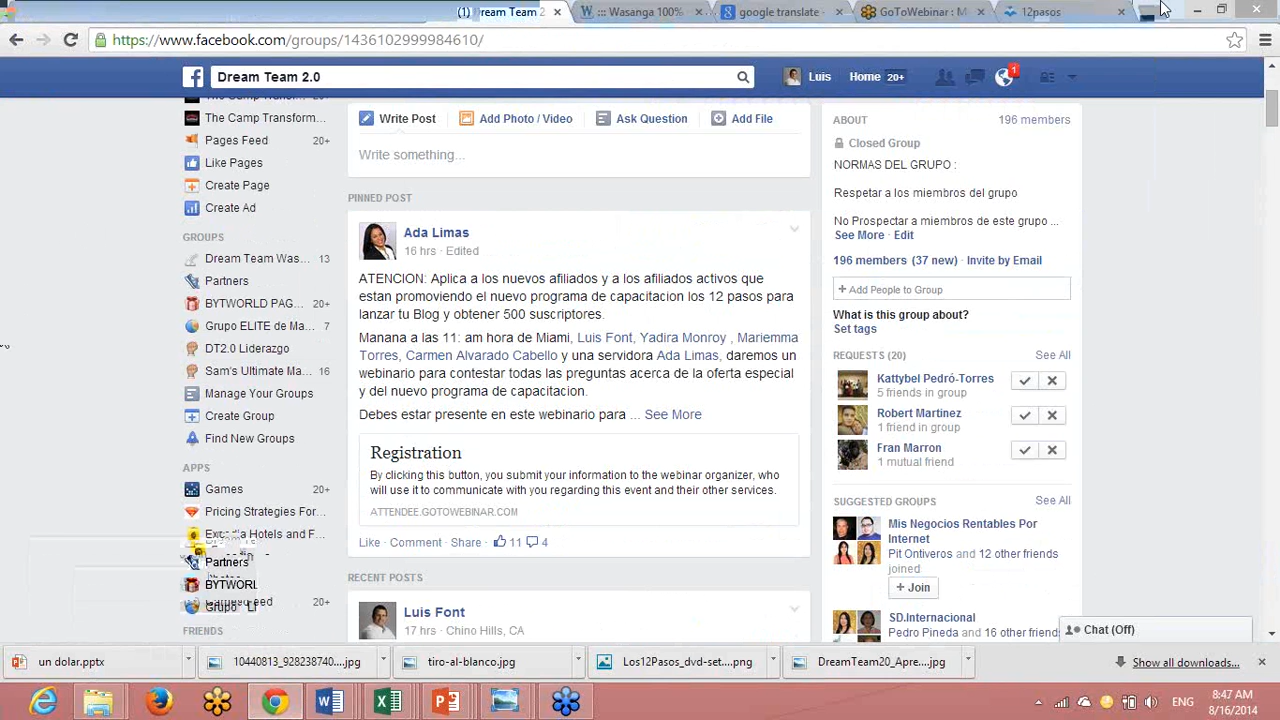 (1) Dream Team 2
::: Wasanga 100%
google translate -
GoToWebinar : M
12pasos
https://www.facebook.com/groups/1436102999984610/
Dream Team 2.0
Luis
Home 20+
1
The Camp Transform...
Pages Feed 20+
Like Pages
Create Page
Create Ad
GROUPS
Dream Team Was... 13
Partners
BYTWORLD PAG... 20+
Grupo ELITE de Ma... 7
DT2.0 Liderazgo
Sam's Ultimate Ma... 16
Manage Your Groups
Create Group
Find New Groups
APPS
Games 20+
Pricing Strategies For...
Hotels and F...
Partners
BYTWORL
20+
FRIENDS
Write Post
Add Photo / Video
Ask Question
Add File
Write something...
PINNED POST
Ada Limas
16 hrs · Edited
ATENCION: Aplica a los nuevos afiliados y a los afiliados activos que
estan promoviendo el nuevo programa de capacitacion los 12 pasos para
lanzar tu Blog y obtener 500 suscriptores.
Manana a las 11: am hora de Miami, Luis Font, Yadira Monroy , Mariemma
Torres, Carmen Alvarado Cabello y una servidora Ada Limas, daremos un
webinario para contestar todas las preguntas acerca de la oferta especial
y del nuevo programa de capacitacion.
Debes estar presente en este webinario para ... See More
Registration
By clicking this button, you submit your information to the webinar organizer, who
will use it to communicate with you regarding this event and their other services.
ATTENDEE.GOTOWEBINAR.COM
Like · Comment · Share · 11 4
RECENT POSTS
Luis Font
17 hrs · Chino Hills, CA
ABOUT 196 members
Closed Group
NORMAS DEL GRUPO :
Respetar a los miembros del grupo
No Prospectar a miembros de este grupo ...
See More · Edit
196 members (37 new) · Invite by Email
+ Add People to Group
What is this group about?
Set tags
REQUESTS (20) See All
Kattybel Pedró-Torres
5 friends in group
Robert Martinez
1 friend in group
Fran Marron
1 mutual friend
SUGGESTED GROUPS See All
Mis Negocios Rentables Por
Internet
Pit Ontiveros and 12 other friends
joined
+ Join
SD.Internacional
Pedro Pineda and 16 other friends
Chat (Off)
un dolar.pptx
10440813_928238740....jpg
tiro-al-blanco.jpg
Los12Pasos_dvd-set....png
DreamTeam20_Apre....jpg
Show all downloads...
ENG
8:47 AM
8/16/2014